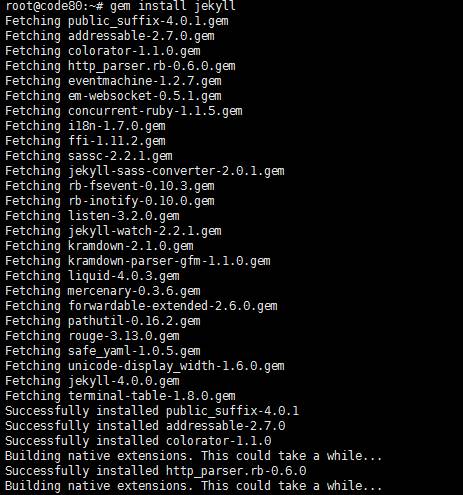 root@code80:~# gem install jekyll
Fetching public_suffix-4.0.1.gem
Fetching addressable-2.7.0.gem
Fetching colorator-1.1.0.gem
Fetching http_parser.rb-0.6.0.gem
Fetching eventmachine-1.2.7.gem
Fetching em-websocket-0.5.1.gem
Fetching concurrent-ruby-1.1.5.gem
Fetching i18n-1.7.0.gem
Fetching ffi-1.11.2.gem
Fetching sassc-2.2.1.gem
Fetching jekyll-sass-converter-2.0.1.gem
Fetching rb-fsevent-0.10.3.gem
Fetching rb-inotify-0.10.0.gem
Fetching listen-3.2.0.gem
Fetching jekyll-watch-2.2.1.gem
Fetching kramdown-2.1.0.gem
Fetching kramdown-parser-gfm-1.1.0.gem
Fetching liquid-4.0.3.gem
Fetching mercenary-0.3.6.gem
Fetching forwardable-extended-2.6.0.gem
Fetching pathutil-0.16.2.gem
Fetching rouge-3.13.0.gem
Fetching safe_yaml-1.0.5.gem
Fetching unicode-display_width-1.6.0.gem
Fetching jekyll-4.0.0.gem
Fetching terminal-table-1.8.0.gem
Successfully installed public_suffix-4.0.1
Successfully installed addressable-2.7.0
Successfully installed colorator-1.1.0
Building native extensions. This could take a while...
Successfully installed http_parser.rb-0.6.0
Building native extensions. This could take a while...